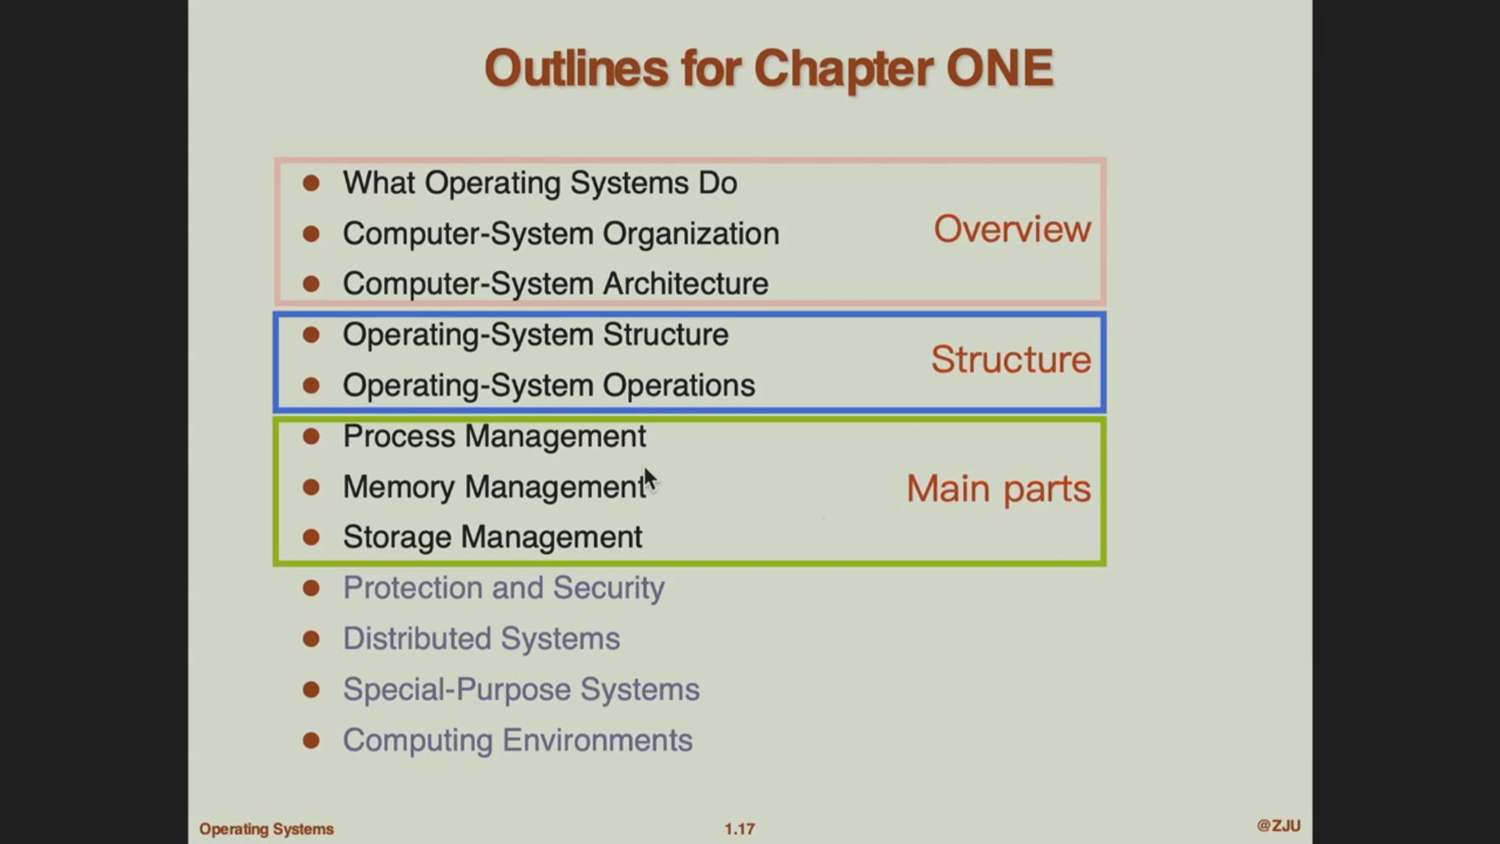 Outlines for Chapter ONE
What Operating Systems Do
Computer-System Organization
Computer-System Architecture
Overview
Operating-System Structure
Operating-System Operations
Structure
Process Management
Memory Management
Storage Management
Main parts
Protection and Security
Distributed Systems
Special-Purpose Systems
Computing Environments
Operating Systems
1.17
@ZJU